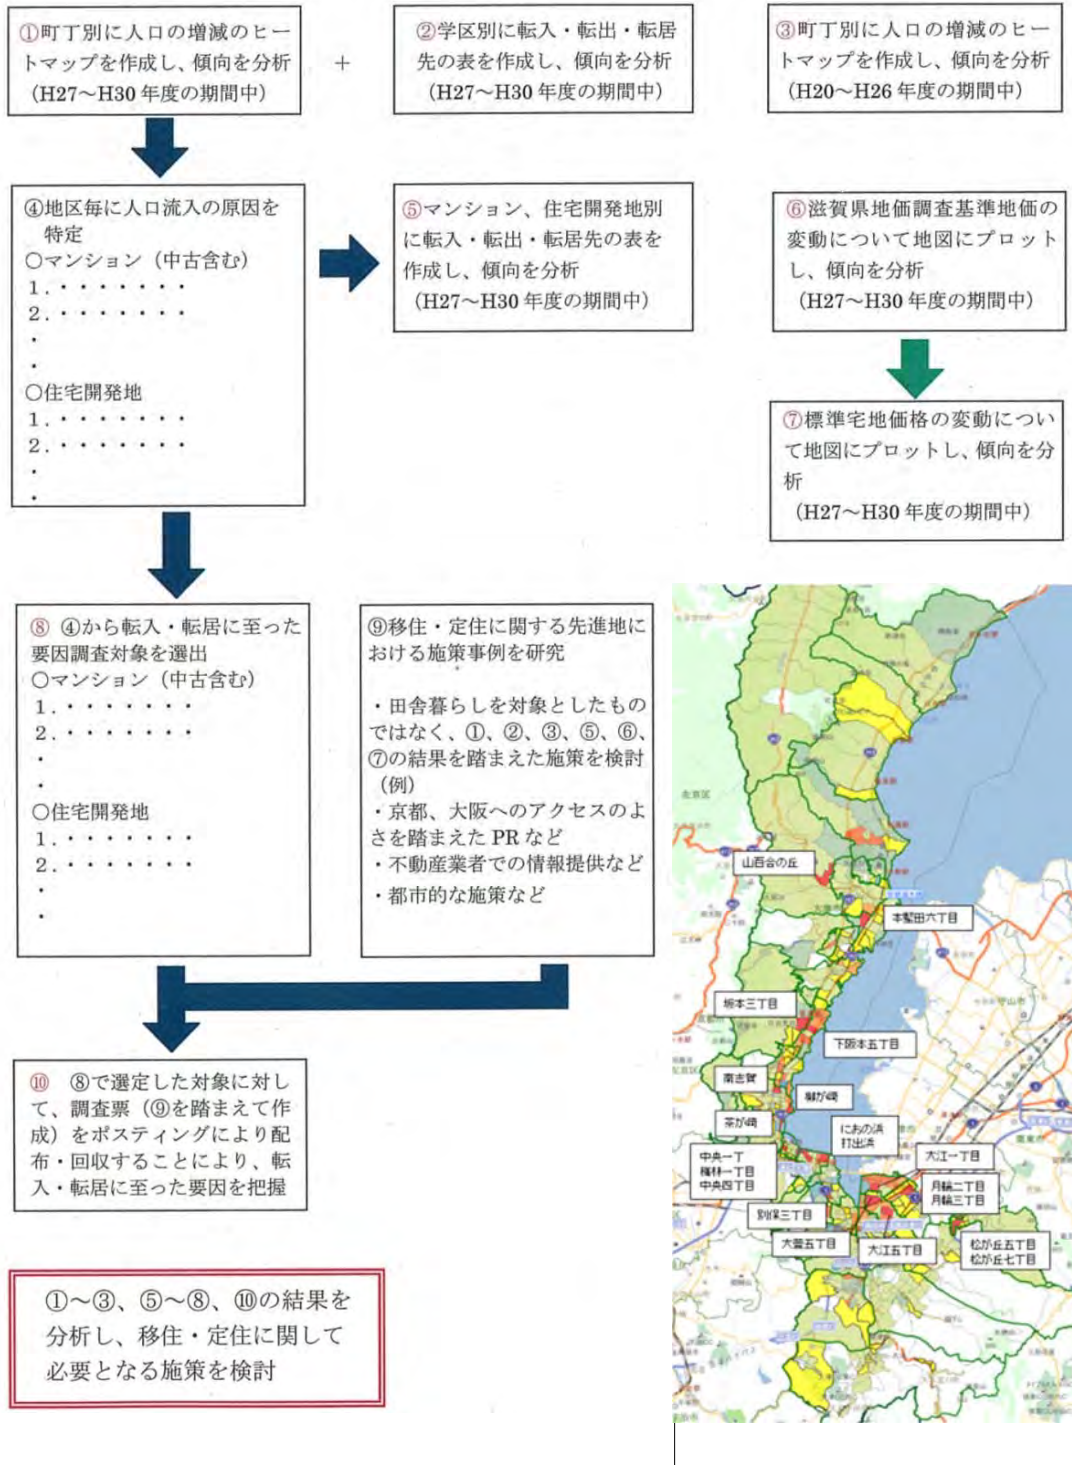 ①町丁別に人口の増減のヒー
トマップを作成し、傾向を分析
（H27～H30 年度の期間中）
＋
②学区別に転入・転出・転居
先の表を作成し、傾向を分析
（H27～H30 年度の期間中）
③町丁別に人口の増減のヒー
トマップを作成し、傾向を分析
（H20～H26 年度の期間中）
④地区毎に人口流入の原因を
特定
○マンション（中古含む）
1．・・・・・・・
2．・・・・・・・
・
・
○住宅開発地
1．・・・・・・・
2．・・・・・・・
・
・
⑤マンション、住宅開発地別
に転入・転出・転居先の表を
作成し、傾向を分析
（H27～H30 年度の期間中）
⑥滋賀県地価調査基準地価の
変動について地図にプロット
し、傾向を分析
（H27～H30 年度の期間中）
⑦標準宅地価格の変動につい
て地図にプロットし、傾向を分
析
（H27～H30 年度の期間中）
⑧ ④から転入・転居に至った
要因調査対象を選出
○マンション（中古含む）
1．・・・・・・・
2．・・・・・・・
・
・
○住宅開発地
1．・・・・・・・
2．・・・・・・・
・
・
⑨移住・定住に関する先進地に
おける施策事例を研究
・田舎暮らしを対象としたもの
ではなく、①、②、③、⑤、⑥、
⑦の結果を踏まえた施策を検討
（例）
・京都、大阪へのアクセスのよ
さを踏まえた PR など
・不動産業者での情報提供など
・都市的な施策など
⑩ ⑧で選定した対象に対し
て、調査票（⑨を踏まえて作
成）をポスティングにより配
布・回収することにより、転
入・転居に至った要因を把握
①～③、⑤～⑧、⑩の結果を
分析し、移住・定住に関して
必要となる施策を検討
山百合の丘
本堅田六丁目
坂本三丁目
下阪本五丁目
南志賀
柳が崎
茶が崎
におの浜
打出浜
中央一丁
梅林一丁目
中央四丁目
大江一丁目
月輪二丁目
月輪三丁目
別保三丁目
大萱五丁目
大江五丁目
松が丘五丁目
松が丘七丁目
守山市